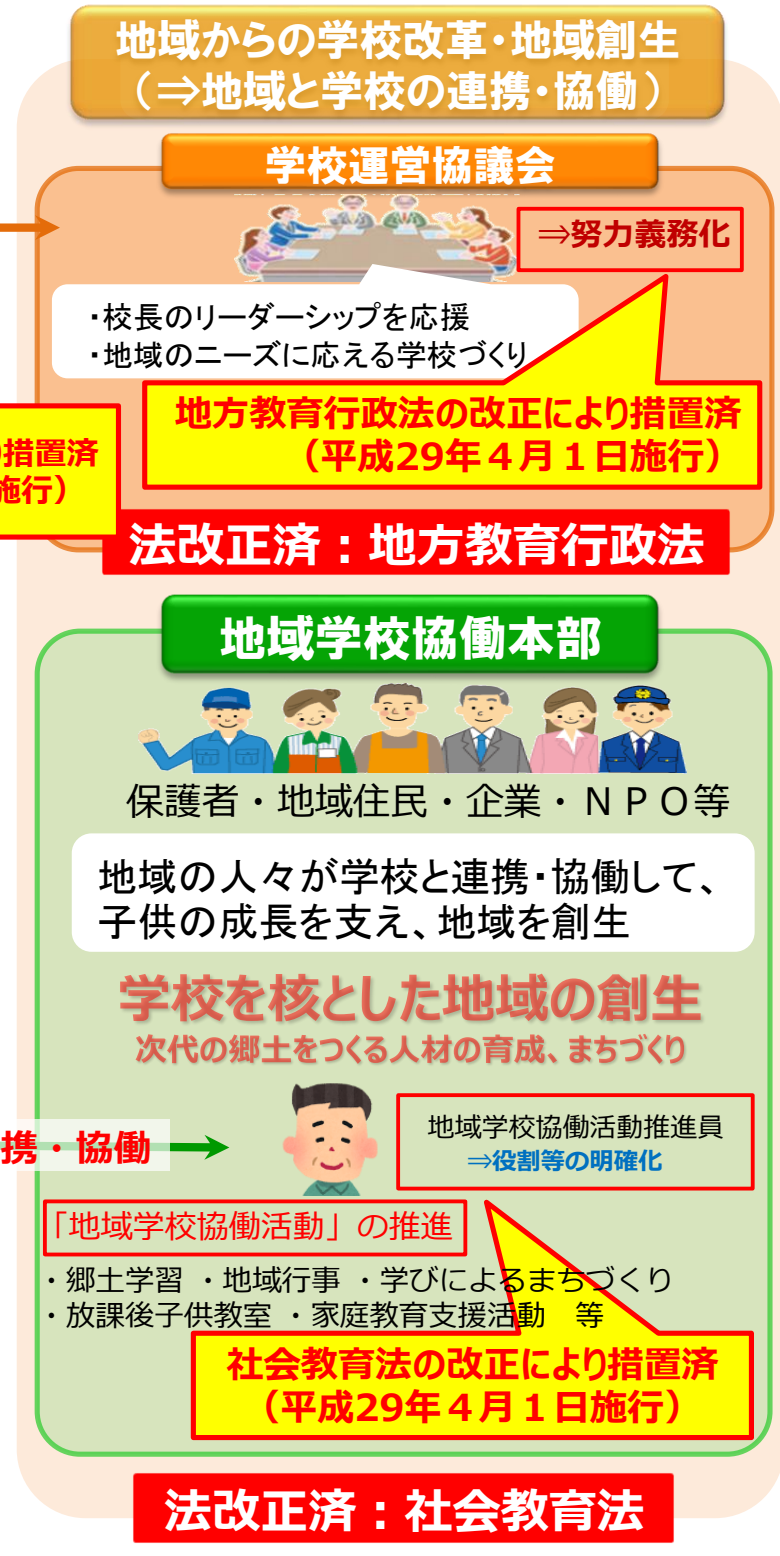 地域からの学校改革・地域創生
（⇒地域と学校の連携・協働）
学校運営協議会
⇒努力義務化
・校長のリーダーシップを応援
・地域のニーズに応える学校づくり
地方教育行政法の改正により措置済
（平成29年４月１日施行）
措置済
施行）
法改正済：地方教育行政法
地域学校協働本部
保護者・地域住民・企業・ＮＰＯ等
地域の人々が学校と連携・協働して、
子供の成長を支え、地域を創生
学校を核とした地域の創生
次代の郷土をつくる人材の育成、まちづくり
携・協働
地域学校協働活動推進員
⇒役割等の明確化
「地域学校協働活動」の推進
・郷土学習 ・地域行事 ・学びによるまちづくり
・放課後子供教室 ・家庭教育支援活動　等
社会教育法の改正により措置済
（平成29年４月１日施行）
法改正済：社会教育法